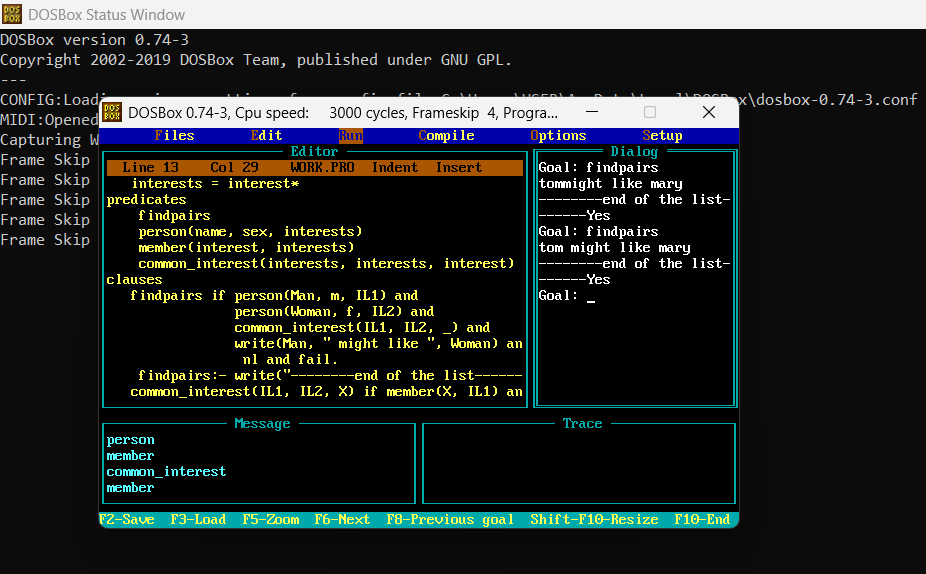 DOSBox Status Window
DOSBox version 0.74-3
Copyright 2002-2019 DOSBox Team, published under GNU GPL.
---
CONFIG:Loadi
ox\dosbox-0.74-3.conf
MIDI:Opened
Capturing W
Frame Skip
Frame Skip
Frame Skip
Frame Skip
Frame Skip
DOSBox 0.74-3, Cpu speed: 3000 cycles, Frameskip 4, Progra...
Files Edit Run Compile Options Setup
Editor
Line 13 Col 29 WORK.PRO Indent Insert
interests = interest*
predicates
findpairs
person(name, sex, interests)
member(interest, interests)
common_interest(interests, interests, interest)
clauses
findpairs if person(Man, m, IL1) and
person(Woman, f, IL2) and
common_interest(IL1, IL2, _) and
write(Man, " might like ", Woman) an
nl and fail.
findpairs:- write("--------end of the list------
common_interest(IL1, IL2, X) if member(X, IL1) an
Dialog
Goal: findpairs
tommight like mary
--------end of the list-
------Yes
Goal: findpairs
tom might like mary
--------end of the list-
------Yes
Goal: _
Message
person
member
common_interest
member
Trace
F2-Save F3-Load F5-Zoom F6-Next F8-Previous goal Shift-F10-Resize F10-End